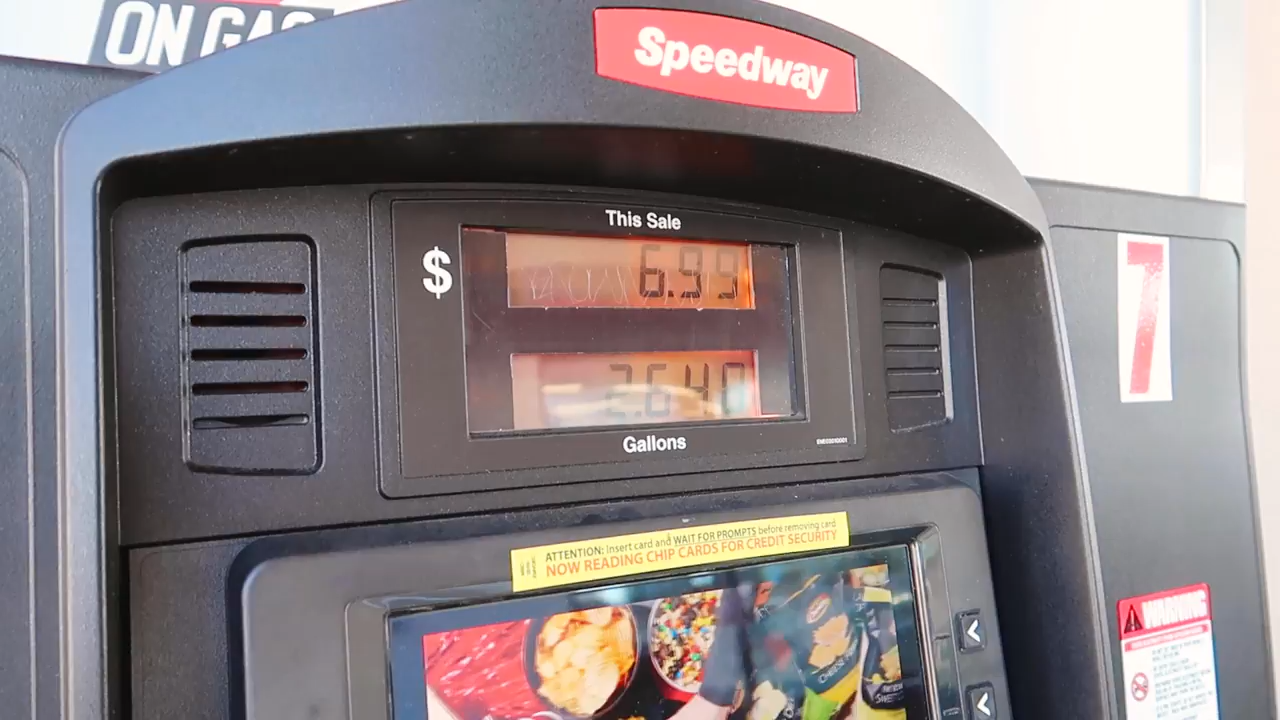 ON GAS
Speedway
This Sale
$
6.99
2.640
Gallons
7
ATTENTION: Insert card and WAIT FOR PROMPTS before removing card
NOW READING CHIP CARDS FOR CREDIT SECURITY
<
<
WARNING